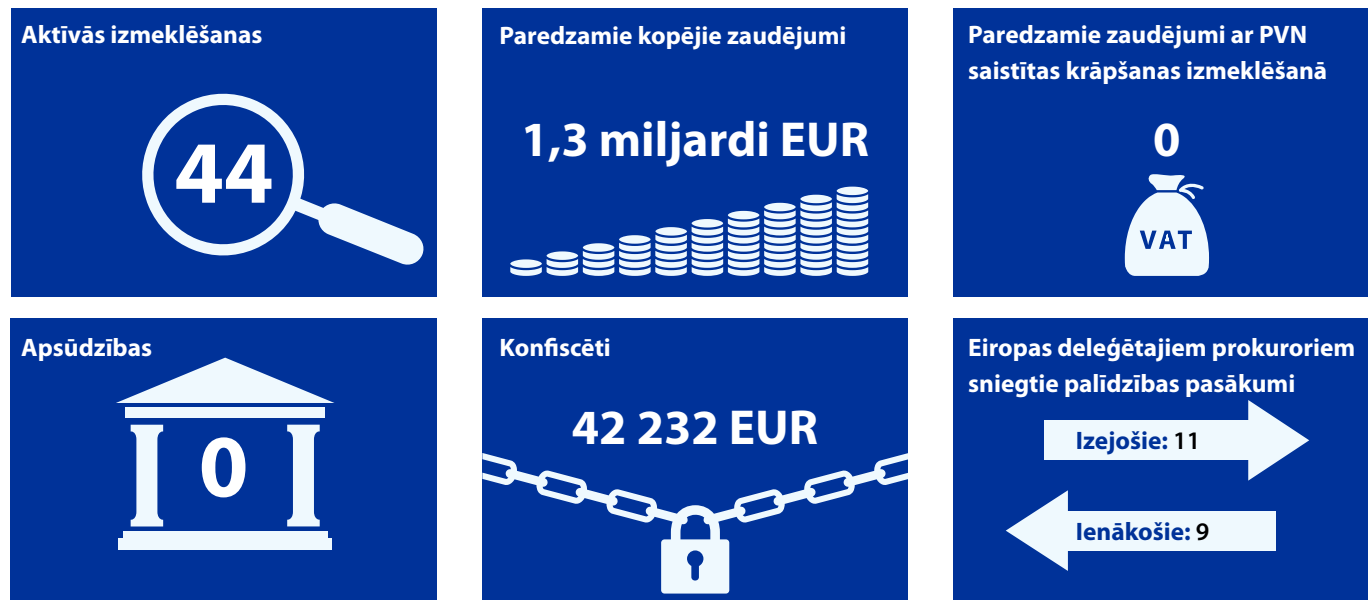 Aktīvās izmeklēšanas
44
Paredzamie kopējie zaudējumi
1,3 miljardi EUR
Paredzamie zaudējumi ar PVN
saistītas krāpšanas izmeklēšanā
0
VAT
Apsūdzības
0
Konfiscēti
42 232 EUR
Eiropas deleģētajiem prokuroriem
sniegtie palīdzības pasākumi
Izejošie: 11
Ienākošie: 9